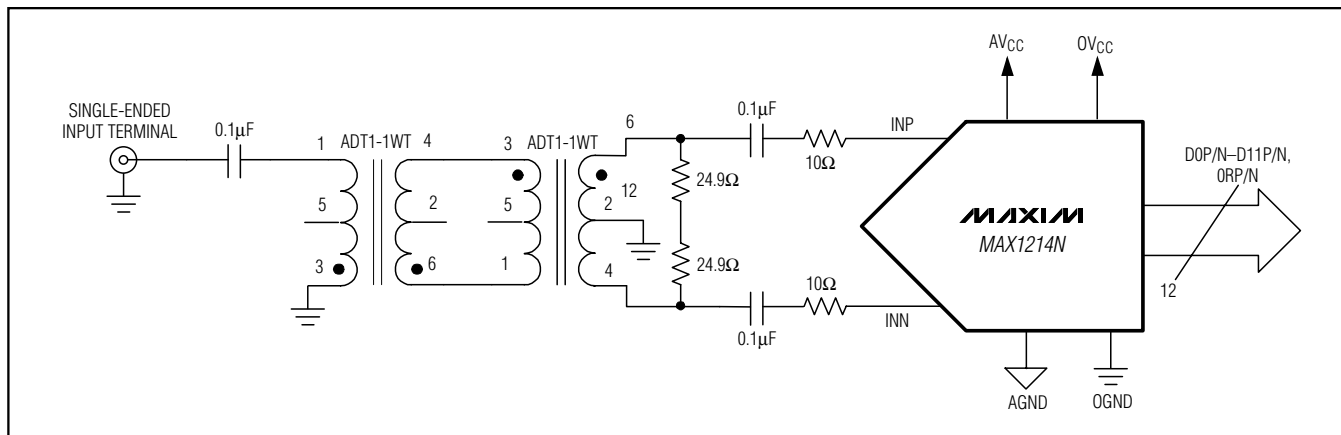 AVCC
OVCC
SINGLE-ENDED
INPUT TERMINAL
0.1µF
1
ADT1-1WT
4
3
ADT1-1WT
6
0.1µF
10Ω
INP
24.9Ω
12
5
2
5
2
24.9Ω
3
6
1
4
0.1µF
10Ω
INN
MAXIM
MAX1214N
D0P/N–D11P/N,
0RP/N
12
AGND
OGND